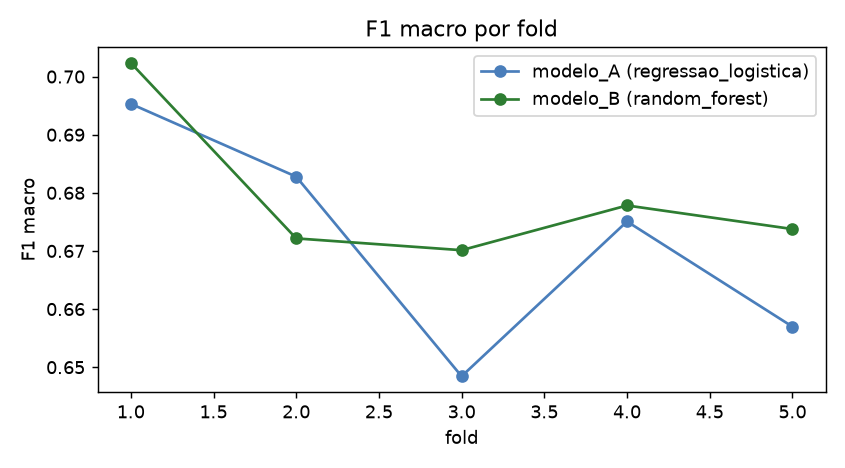 F1 macro por fold
modelo_A (regressao_logistica)
modelo_B (random_forest)
F1 macro
0.70
0.69
0.68
0.67
0.66
0.65
1.0 1.5 2.0 2.5 3.0 3.5 4.0 4.5 5.0
fold